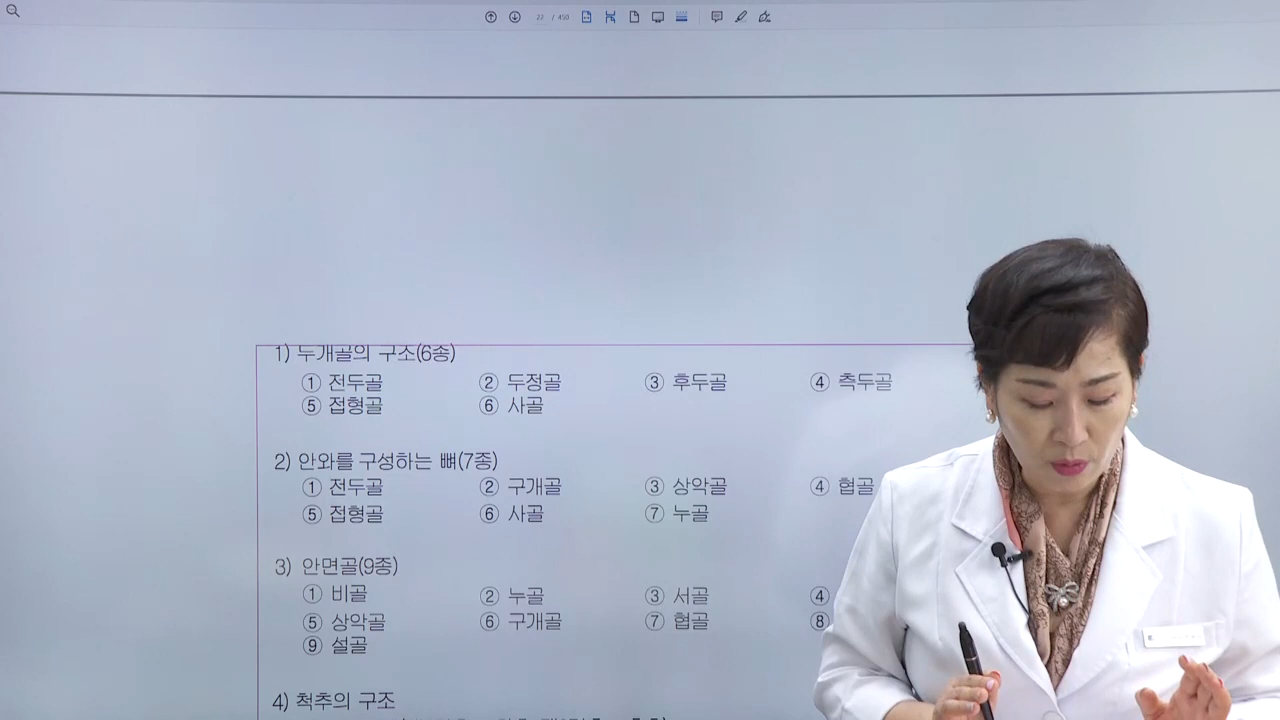 22 / 450
1) 두개골의 구조(6종)
① 전두골 ② 두정골 ③ 후두골 ④ 측두골
⑤ 접형골 ⑥ 사골
2) 안와를 구성하는 뼈(7종)
① 전두골 ② 구개골 ③ 상악골 ④ 협골
⑤ 접형골 ⑥ 사골 ⑦ 누골
3) 안면골(9종)
① 비골 ② 누골 ③ 서골 ④
⑤ 상악골 ⑥ 구개골 ⑦ 협골 ⑧
⑨ 설골
4) 척추의 구조